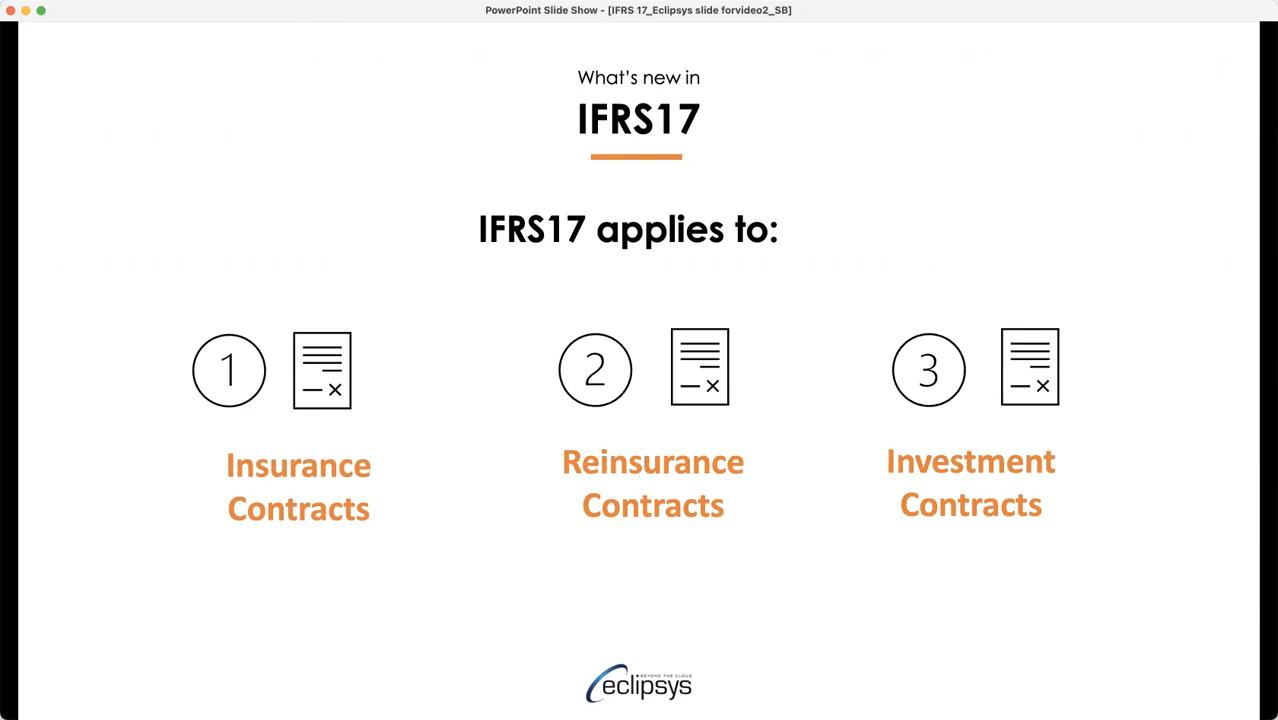 PowerPoint Slide Show - [IFRS 17_Eclipsys slide forvideo2_SB]
What's new in
IFRS17
IFRS17 applies to:
1
2
3
Insurance
Contracts
Reinsurance
Contracts
Investment
Contracts
BEYOND THE CLOUD
eclipsys